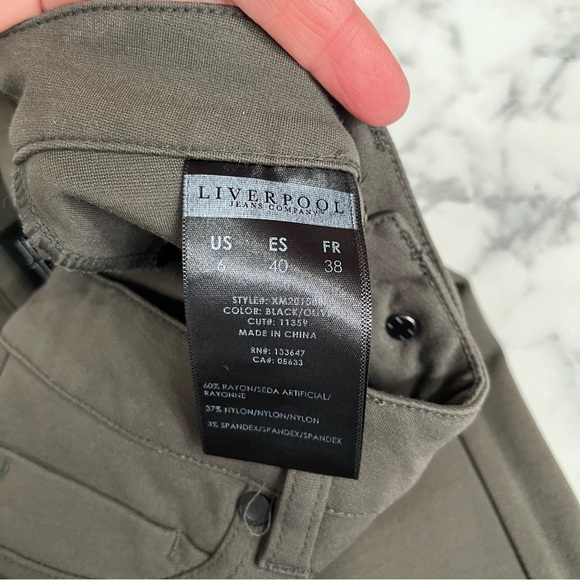 LIVERPOOL
JEANS COMPANY
US ES FR
6 40 38
COLOR: BLACK/OLIVE
CUT#: 11359
MADE IN CHINA
RN#: 133647
CA#: 05633
60% RAYON/SEDA ARTIFICIAL/
RAYONNE
37% NYLON/NYLON/NYLON
3% SPANDEX/SPANDEX/SPANDEX